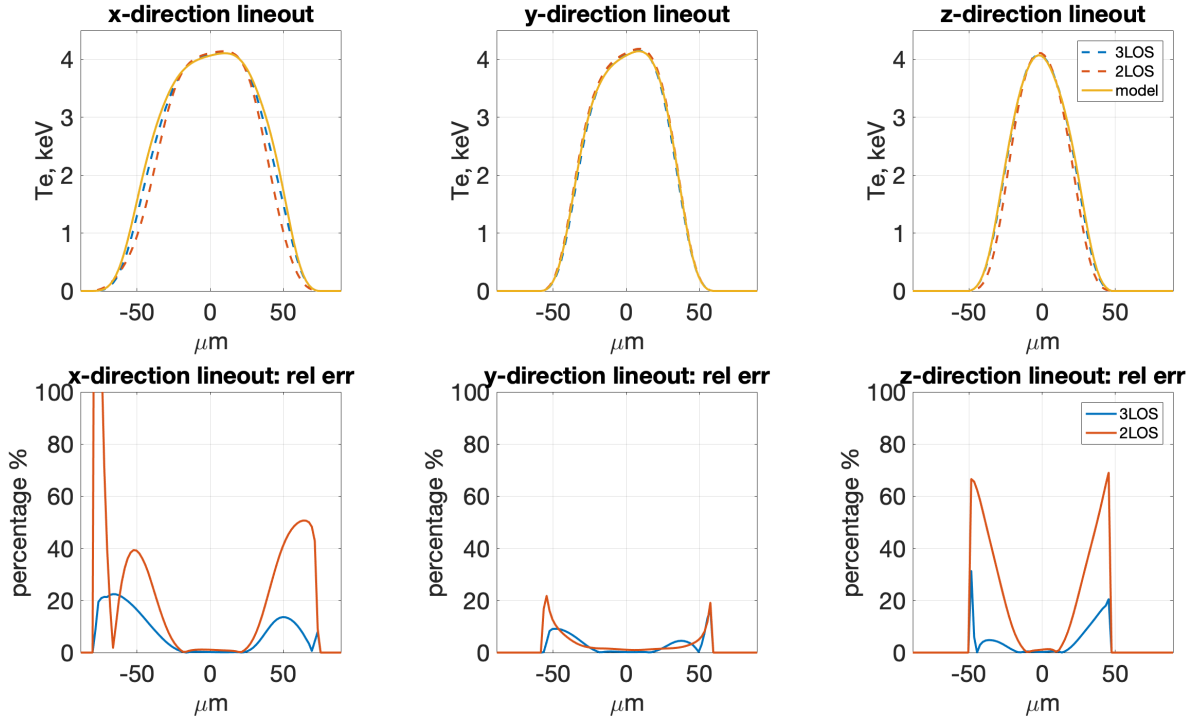 x-direction lineout
y-direction lineout
z-direction lineout
4
3
2
1
0
Te, keV
-50
0
50
μm
4
3
2
1
0
Te, keV
-50
0
50
μm
4
3
2
1
0
Te, keV
-50
0
50
μm
3LOS
2LOS
model
x-direction lineout: rel err
y-direction lineout: rel err
z-direction lineout: rel err
100
80
60
40
20
0
percentage %
-50
0
50
μm
100
80
60
40
20
0
percentage %
-50
0
50
μm
100
80
60
40
20
0
percentage %
-50
0
50
μm
3LOS
2LOS